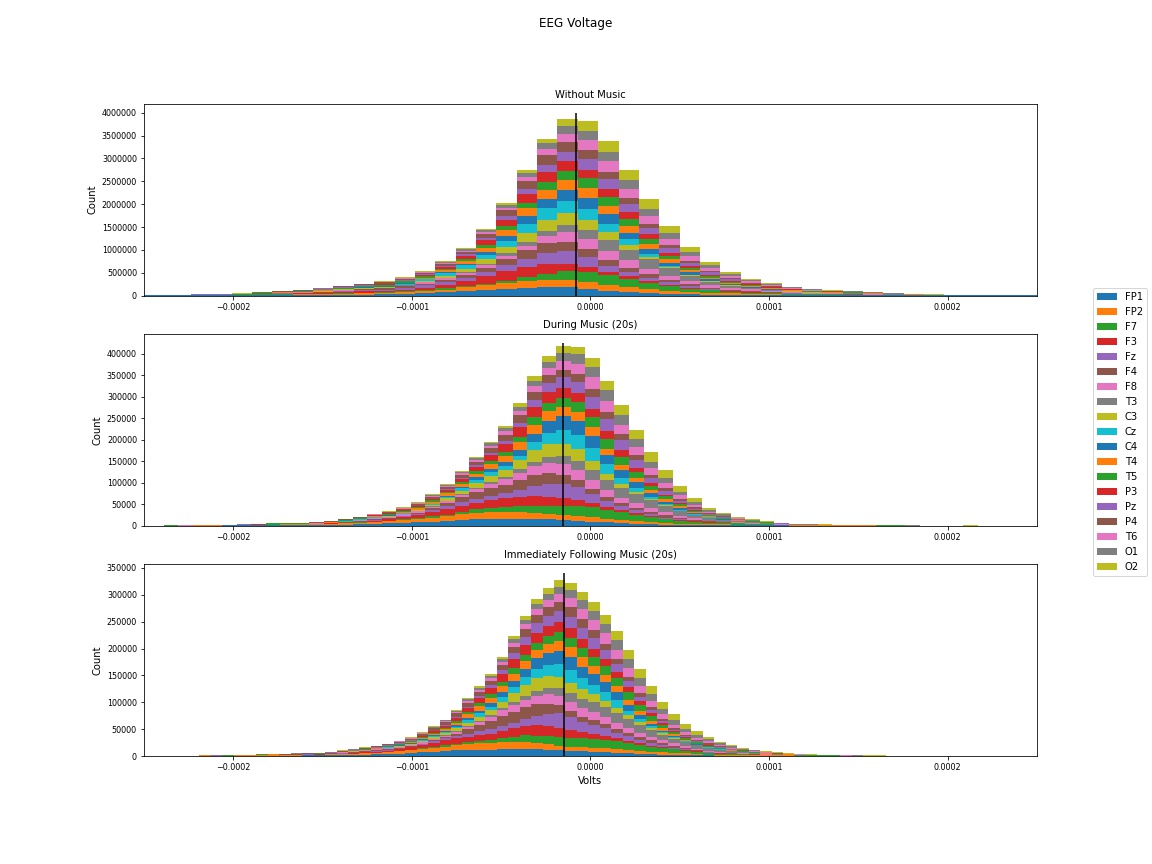 EEG Voltage
Without Music
4000000
3500000
3000000
2500000
2000000
1500000
1000000
500000
0
Count
−0.0002 −0.0001 0.0000 0.0001 0.0002
During Music (20s)
400000
350000
300000
250000
200000
150000
100000
50000
0
Count
−0.0002 −0.0001 0.0000 0.0001 0.0002
Immediately Following Music (20s)
350000
300000
250000
200000
150000
100000
50000
0
Count
−0.0002 −0.0001 0.0000 0.0001 0.0002
Volts
FP1
FP2
F7
F3
Fz
F4
F8
T3
C3
Cz
C4
T4
T5
P3
Pz
P4
T6
O1
O2